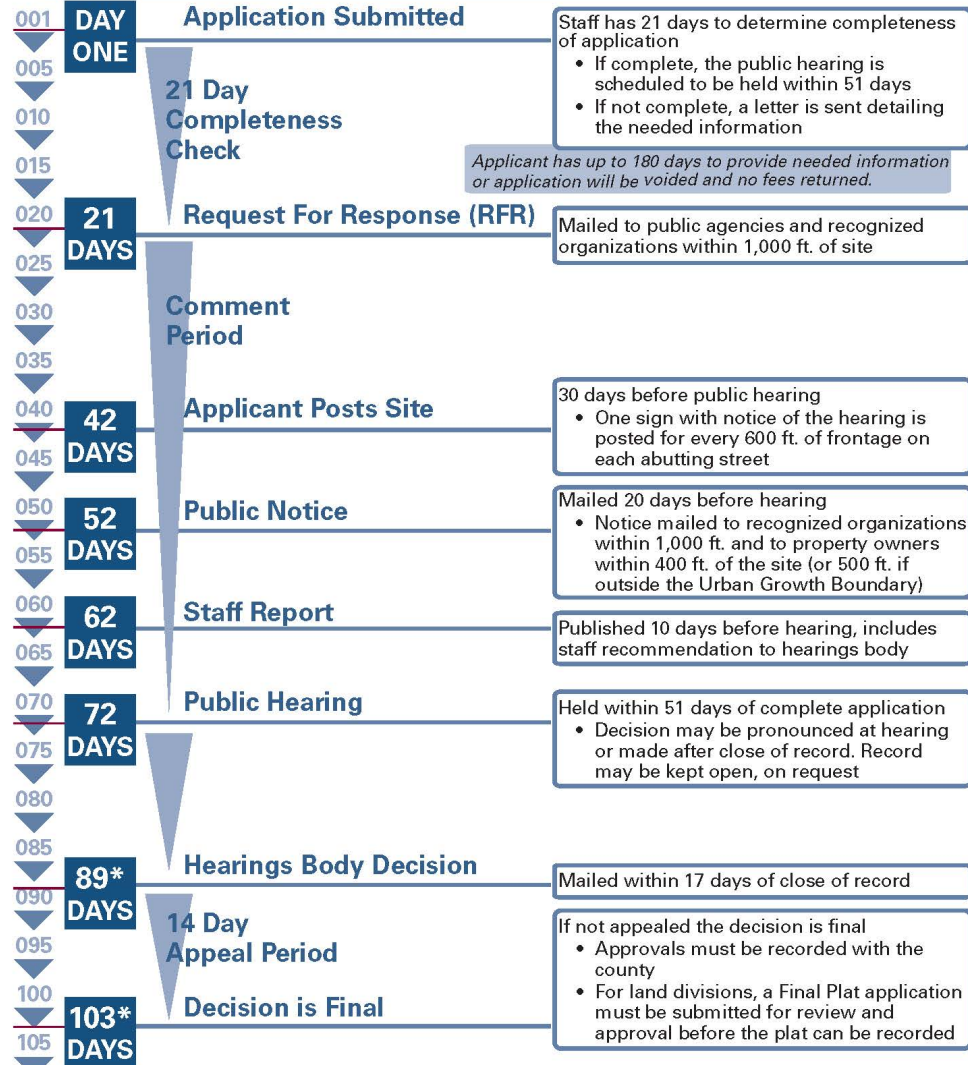 001
DAY
ONE
Application Submitted
Staff has 21 days to determine completeness
of application
• If complete, the public hearing is
scheduled to be held within 51 days
• If not complete, a letter is sent detailing
the needed information
005
21 Day
Completeness
Check
010
015
Applicant has up to 180 days to provide needed information
or application will be voided and no fees returned.
020
21
DAYS
Request For Response (RFR)
Mailed to public agencies and recognized
organizations within 1,000 ft. of site
025
Comment
Period
030
035
040
42
DAYS
Applicant Posts Site
30 days before public hearing
• One sign with notice of the hearing is
posted for every 600 ft. of frontage on
each abutting street
045
050
52
DAYS
Public Notice
Mailed 20 days before hearing
• Notice mailed to recognized organizations
within 1,000 ft. and to property owners
within 400 ft. of the site (or 500 ft. if
outside the Urban Growth Boundary)
055
060
62
DAYS
Staff Report
Published 10 days before hearing, includes
staff recommendation to hearings body
065
070
72
DAYS
Public Hearing
Held within 51 days of complete application
• Decision may be pronounced at hearing
or made after close of record. Record
may be kept open, on request
075
080
085
89*
DAYS
Hearings Body Decision
Mailed within 17 days of close of record
090
14 Day
Appeal Period
095
If not appealed the decision is final
• Approvals must be recorded with the
county
• For land divisions, a Final Plat application
must be submitted for review and
approval before the plat can be recorded
100
103*
DAYS
Decision is Final
105